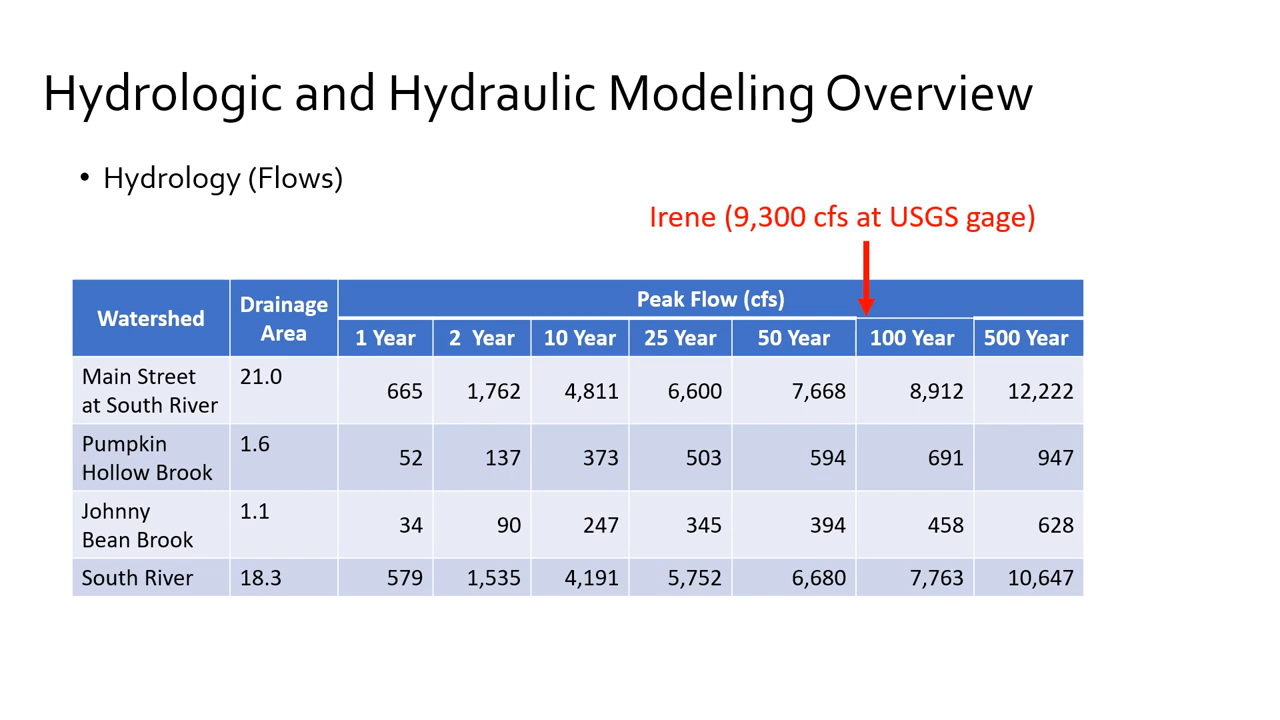 Hydrologic and Hydraulic Modeling Overview
• Hydrology (Flows)
Irene (9,300 cfs at USGS gage)
Watershed Drainage Area Peak Flow (cfs)
1 Year 2 Year 10 Year 25 Year 50 Year 100 Year 500 Year
Main Street at South River 21.0 665 1,762 4,811 6,600 7,668 8,912 12,222
Pumpkin Hollow Brook 1.6 52 137 373 503 594 691 947
Johnny Bean Brook 1.1 34 90 247 345 394 458 628
South River 18.3 579 1,535 4,191 5,752 6,680 7,763 10,647